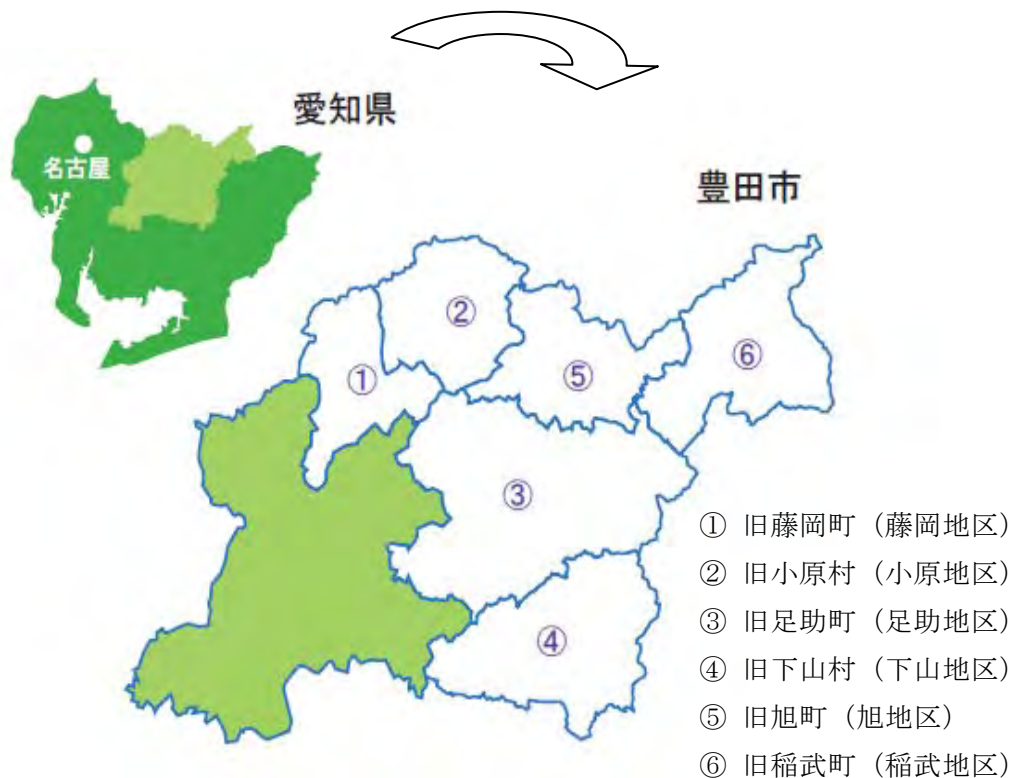 愛知県
名古屋
豊田市
②
⑥
①
⑤
③
④
① 旧藤岡町（藤岡地区）
② 旧小原村（小原地区）
③ 旧足助町（足助地区）
④ 旧下山村（下山地区）
⑤ 旧旭町（旭地区）
⑥ 旧稲武町（稲武地区）